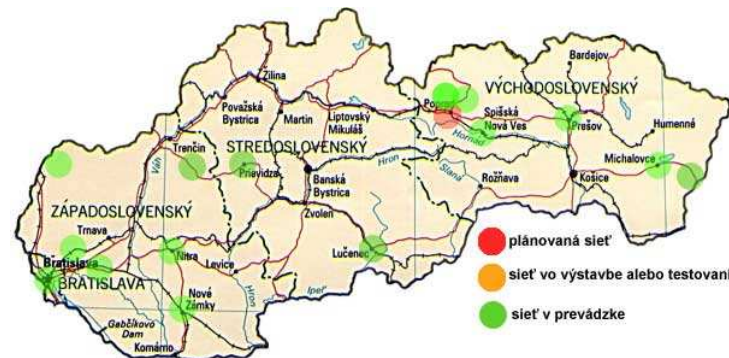 Bardejov
Žilina
VÝCHODOSLOVENSKÝ
Považská
Bystrica
Martin
Liptovský
Mikuláš
Poprad
Spišská
Nová Ves
Prešov
Humenné
Hornád
Trenčín
STREDOSLOVENSKÝ
Váh
Prievidza
Banská
Bystrica
Hron
Slaná
Rožňava
Michalovce
Košice
ZÁPADOSLOVENSKÝ
Trnava
Zvolen
Nitra
Levice
Lučenec
Bratislava
BRATISLAVA
Nové
Zámky
Hron
Ipeľ
Gabčíkovo
Dam
Komárno
plánovaná sieť
sieť vo výstavbe alebo testovaní
sieť v prevádzke